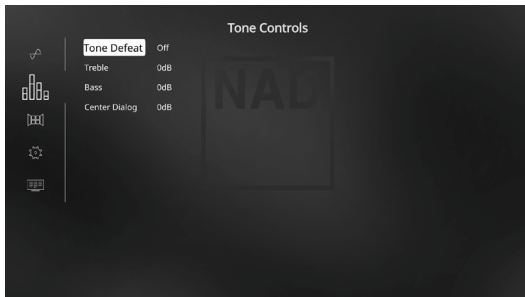 Tone Controls
Tone Defeat Off
Treble 0dB
Bass 0dB
Center Dialog 0dB
NAD